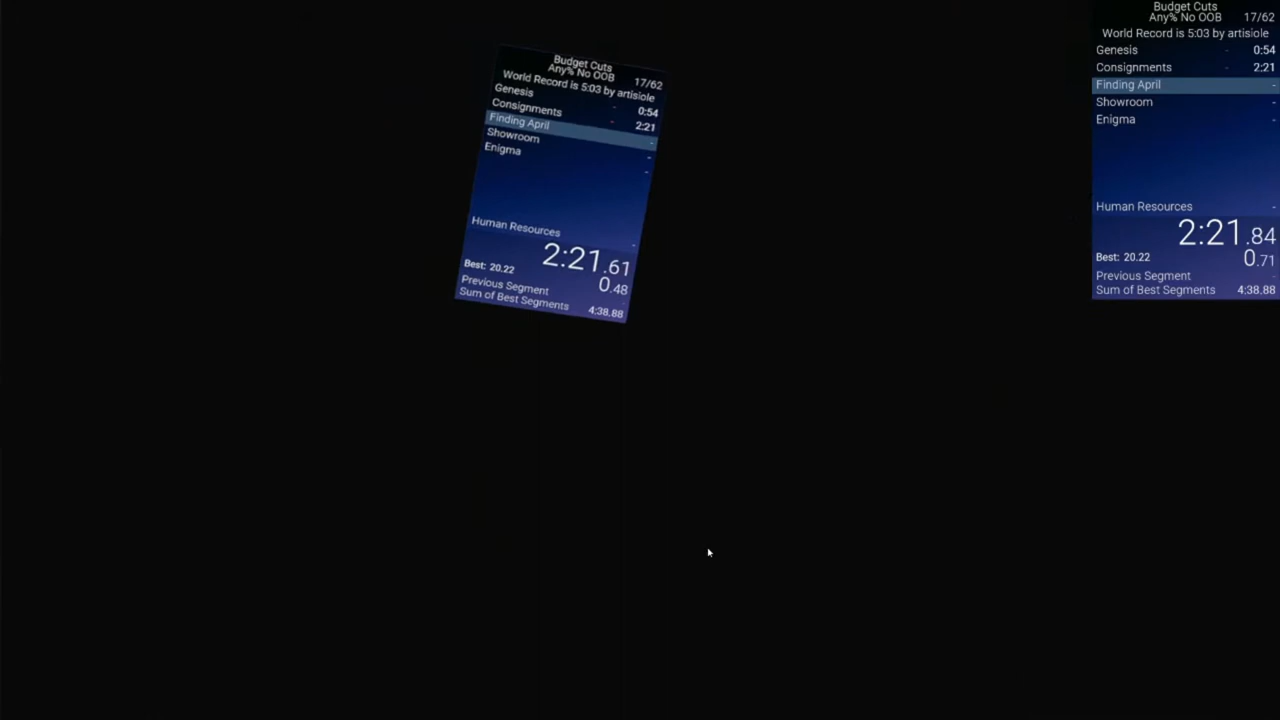 Budget Cuts
Any% No OOB 17/62
World Record is 5:03 by artisiole
Genesis - 0:54
Consignments - 2:21
Finding April -
Showroom -
Enigma -
Human Resources -
2:21.61
Best: 20.22 0.48
Previous Segment -
Sum of Best Segments 4:38.88
Budget Cuts
Any% No OOB 17/62
World Record is 5:03 by artisiole
Genesis - 0:54
Consignments - 2:21
Finding April -
Showroom -
Enigma -
Human Resources -
2:21.84
Best: 20.22 0.71
Previous Segment -
Sum of Best Segments 4:38.88